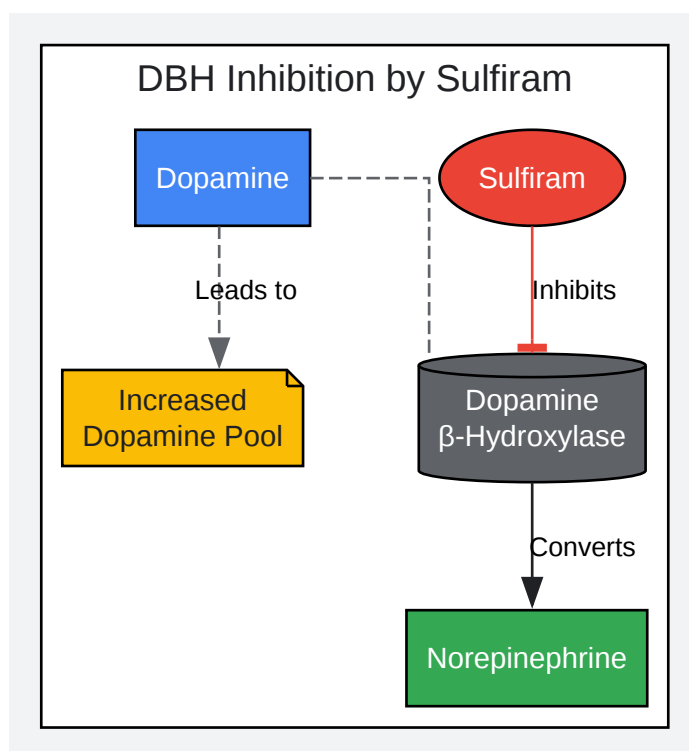 DBH Inhibition by Sulfiram
Dopamine
Sulfiram
Leads to
Inhibits
Increased
Dopamine Pool
Dopamine
β-Hydroxylase
Converts
Norepinephrine